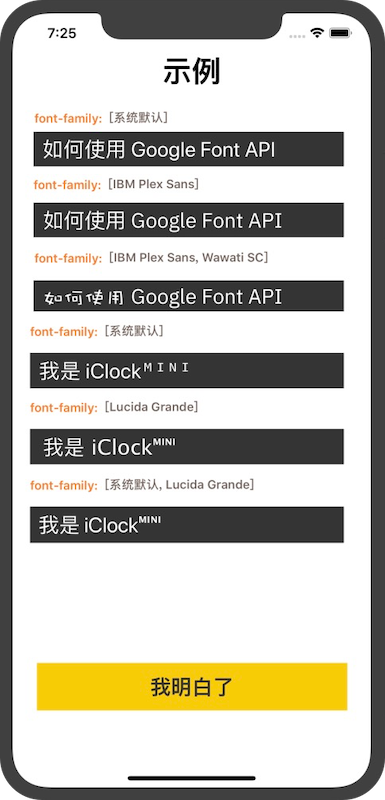 7:25
示例
font-family: [系统默认]
如何使用 Google Font API
font-family: [IBM Plex Sans]
如何使用 Google Font API
font-family: [IBM Plex Sans, Wawati SC]
如何使用 Google Font API
font-family: [系统默认]
我是 iClockᴹᴵᴺᴵ
font-family: [Lucida Grande]
我是 iClockᴹᴵᴺᴵ
font-family: [系统默认, Lucida Grande]
我是 iClockᴹᴵᴺᴵ
我明白了